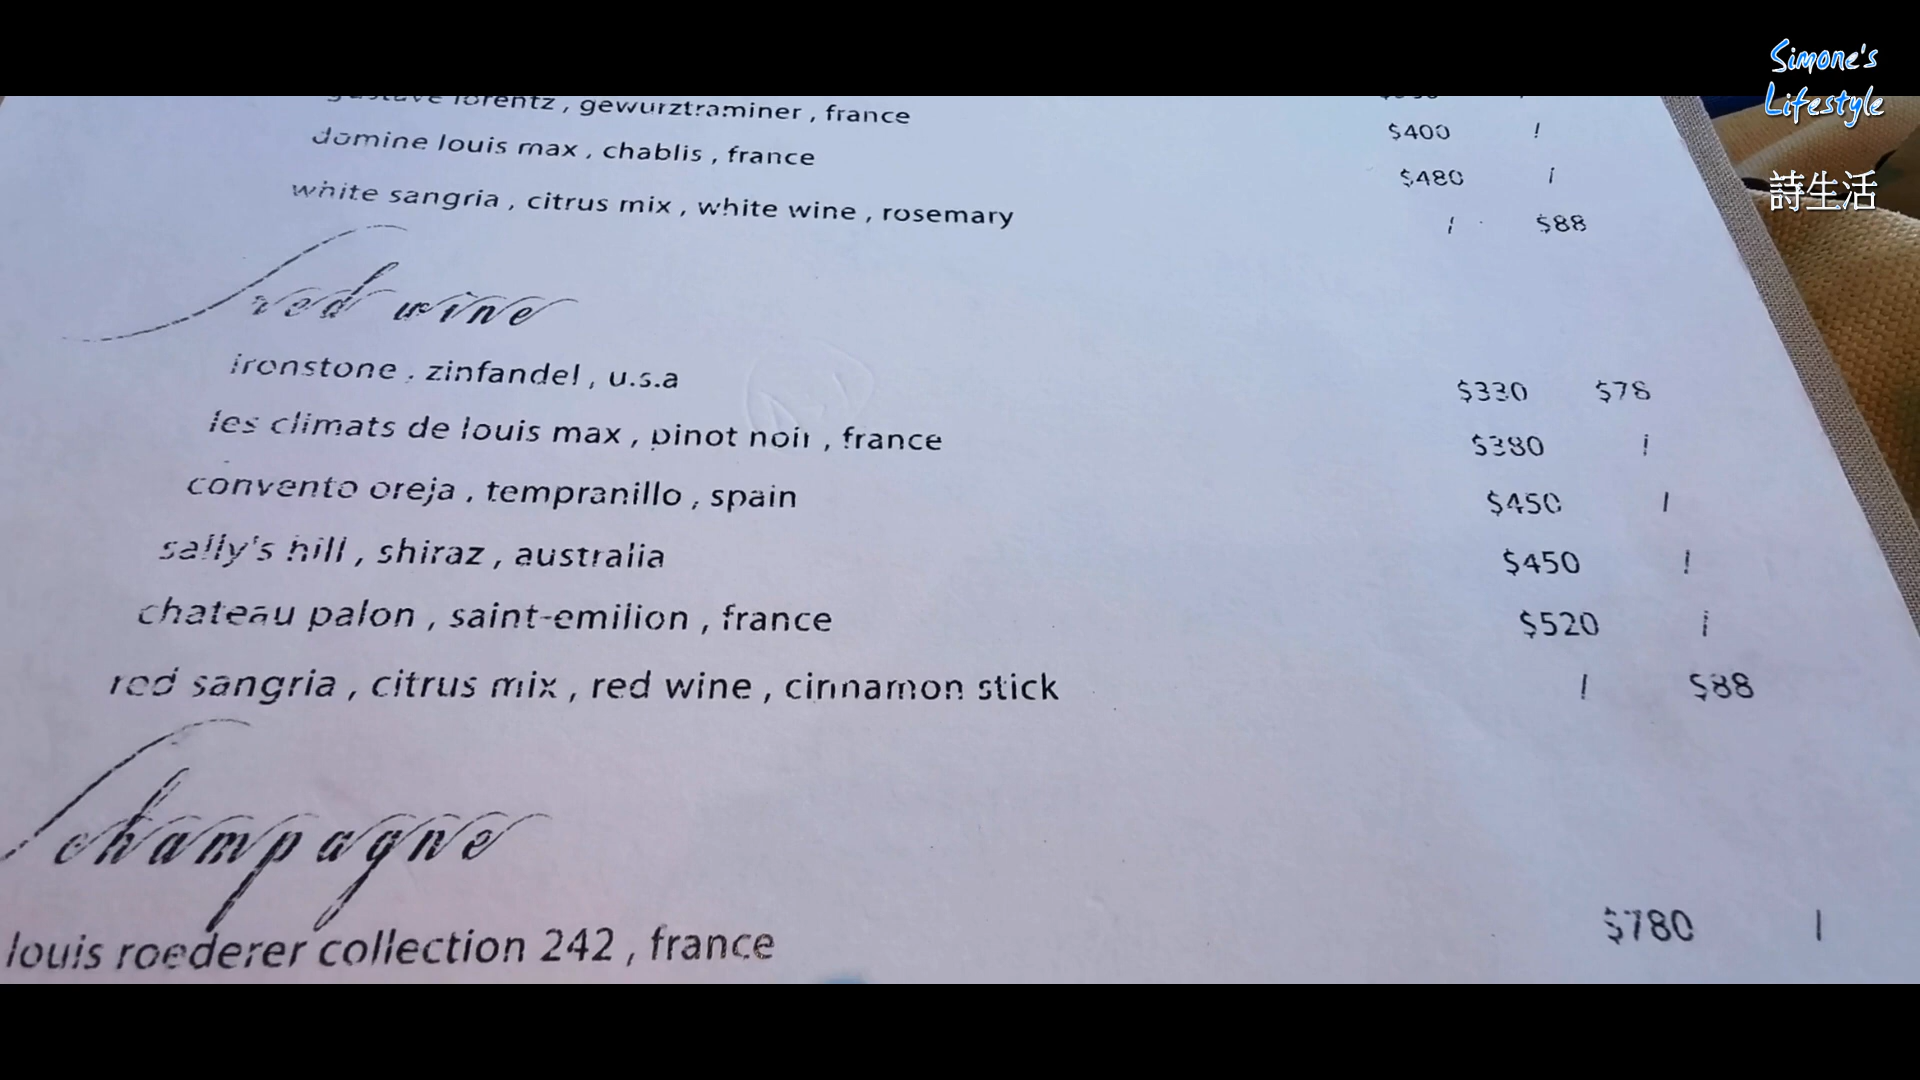 Simone's
Lifestyle
詩生活
gustave lorentz , gewurztraminer , france
domine louis max , chablis , france $400 /
white sangria , citrus mix , white wine , rosemary $480 /
/ $88
red wine
ironstone , zinfandel , u.s.a $330 $78
les climats de louis max , pinot noir , france $380 /
convento oreja , tempranillo , spain $450 /
sally's hill , shiraz , australia $450 /
chateau palon , saint-emilion , france $520 /
red sangria , citrus mix , red wine , cinnamon stick / $88
champagne
louis roederer collection 242 , france $780 /